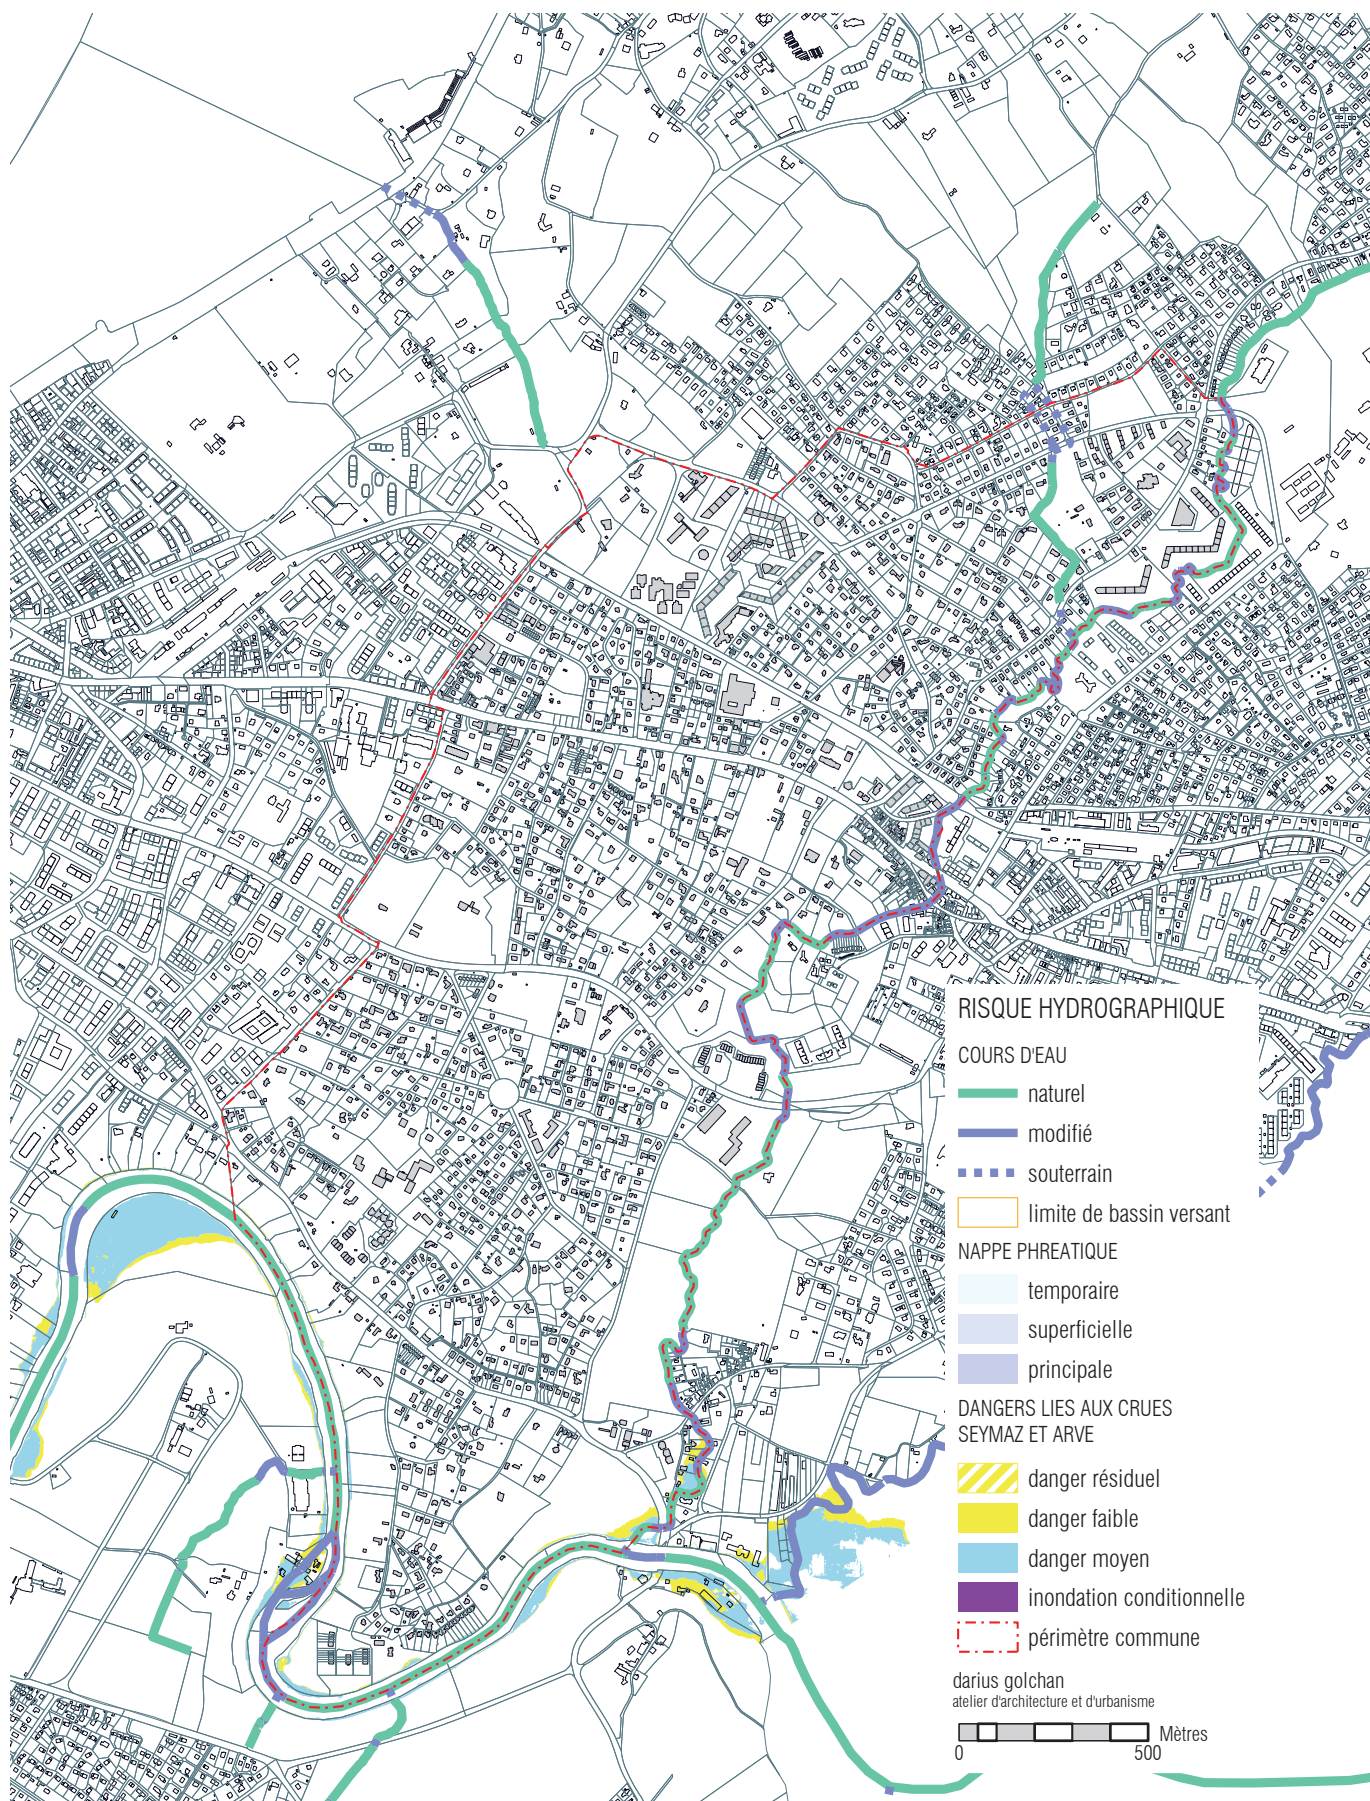 RISQUE HYDROGRAPHIQUE
COURS D'EAU
naturel
modifié
souterrain
limite de bassin versant
NAPPE PHREATIQUE
temporaire
superficielle
principale
DANGERS LIES AUX CRUES
SEYMAZ ET ARVE
danger résiduel
danger faible
danger moyen
inondation conditionnelle
périmètre commune
darius golchan
atelier d'architecture et d'urbanisme
Mètres
0 500